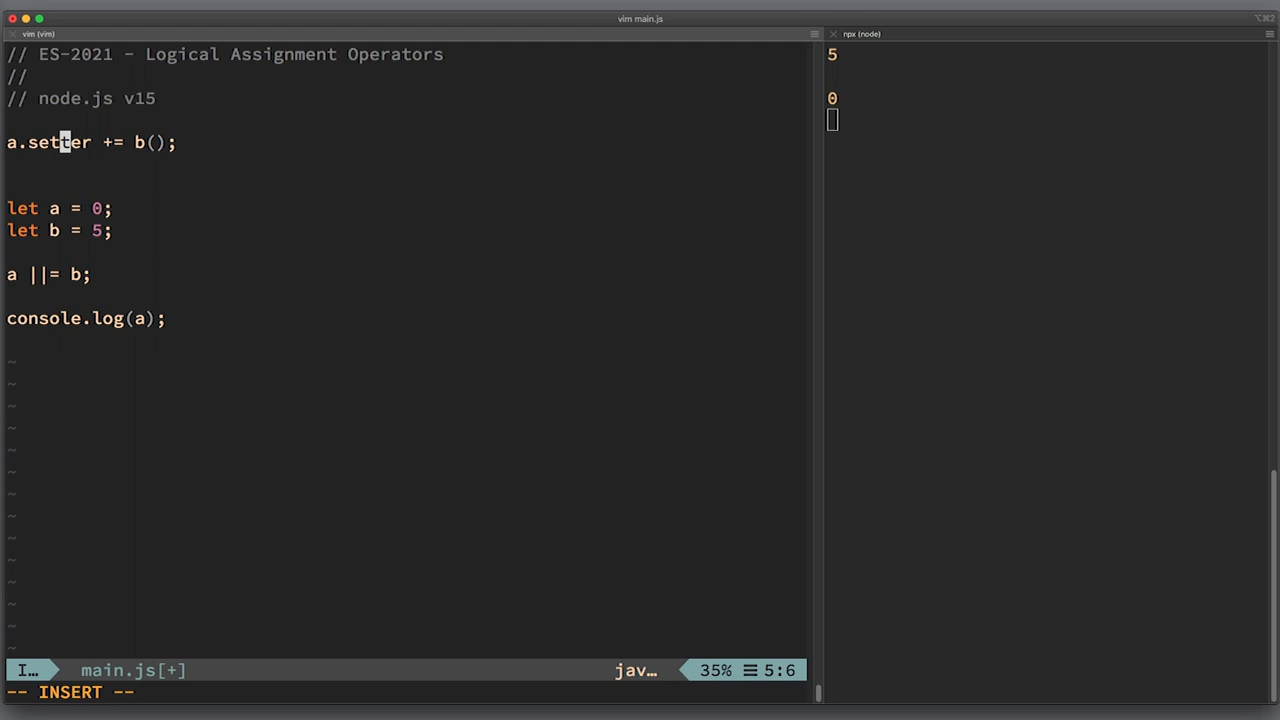 vim main.js
⌥⌘2
vim (vim)
npx (node)
// ES-2021 - Logical Assignment Operators
//
// node.js v15
a.setter += b();
let a = 0;
let b = 5;
a ||= b;
console.log(a);
~
~
~
~
~
~
~
~
~
~
~
~
~
~
I… main.js[+] jav… 35% ☰ 5:6
-- INSERT --
5
0